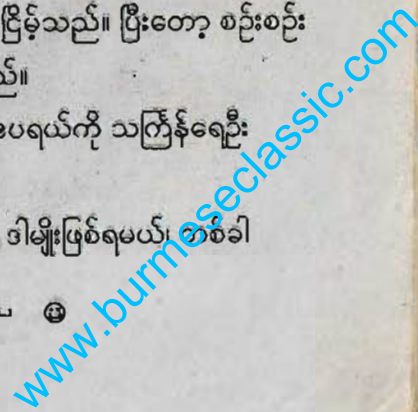 ငြိမ့်သည်။ ပြီးတော့ စဉ်းစဉ်း
ည်။
ပရယ်ကို သင်္ကြန်ရေဦး
ဒါမျိုးဖြစ်ရမယ်၊ တစ်ခါ
www.burmeseclassic.com